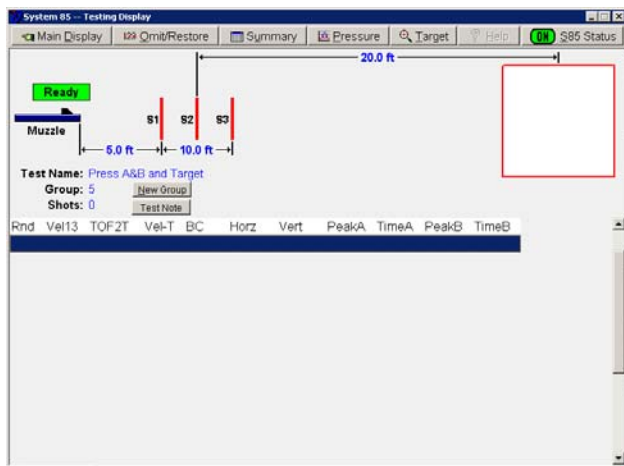 System 85 -- Testing Display
Main Display 123 Omit/Restore Summary Pressure Target Help ON S85 Status
20.0 ft
Ready
S1 S2 S3
Muzzle
5.0 ft 10.0 ft
Test Name: Press A&B and Target
Group: 5 New Group
Shots: 0 Test Note
Rnd Vel13 TOF2T Vel-T BC Horz Vert PeakA TimeA PeakB TimeB